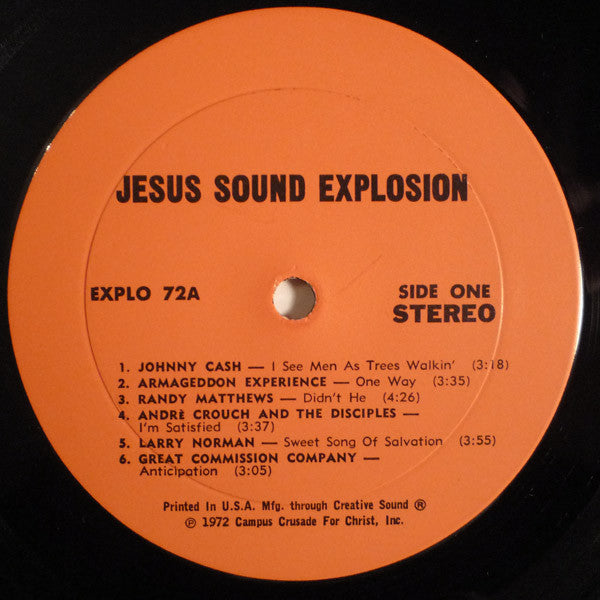 JESUS SOUND EXPLOSION
EXPLO 72A
SIDE ONE
STEREO
1. JOHNNY CASH — I See Men As Trees Walkin' (3:18)
2. ARMAGEDDON EXPERIENCE — One Way (3:35)
3. RANDY MATTHEWS — Didn't He (4:26)
4. ANDRè CROUCH AND THE DISCIPLES —
I'm Satisfied (3:37)
5. LARRY NORMAN — Sweet Song Of Salvation (3:55)
6. GREAT COMMISSION COMPANY —
Anticipation (3:05)
Printed In U.S.A. Mfg. through Creative Sound ®
℗ 1972 Campus Crusade For Christ, Inc.